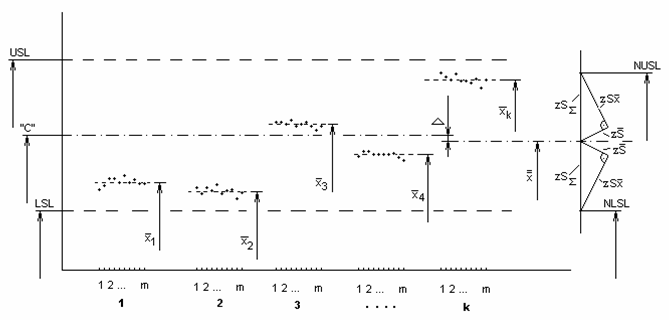 USL
NUSL
"C"
LSL
NLSL
Δ
x̄k
x̄3
x̄4
x̄1
x̄2
x̿
zSΣ
zSx̄
zS̄
zS̄
zSΣ
zSx̄
1 2 ... m
1 2 ... m
1 2 ... m
1 2 ... m
1 2 ... m
1
2
3
. . . .
k